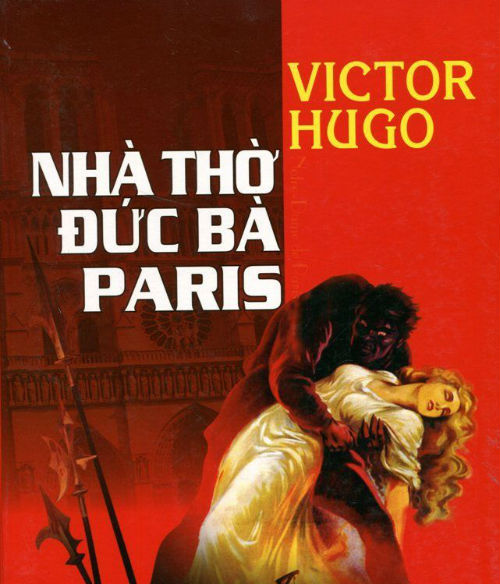 VICTOR
HUGO
NHÀ THỜ
ĐỨC BÀ
PARIS